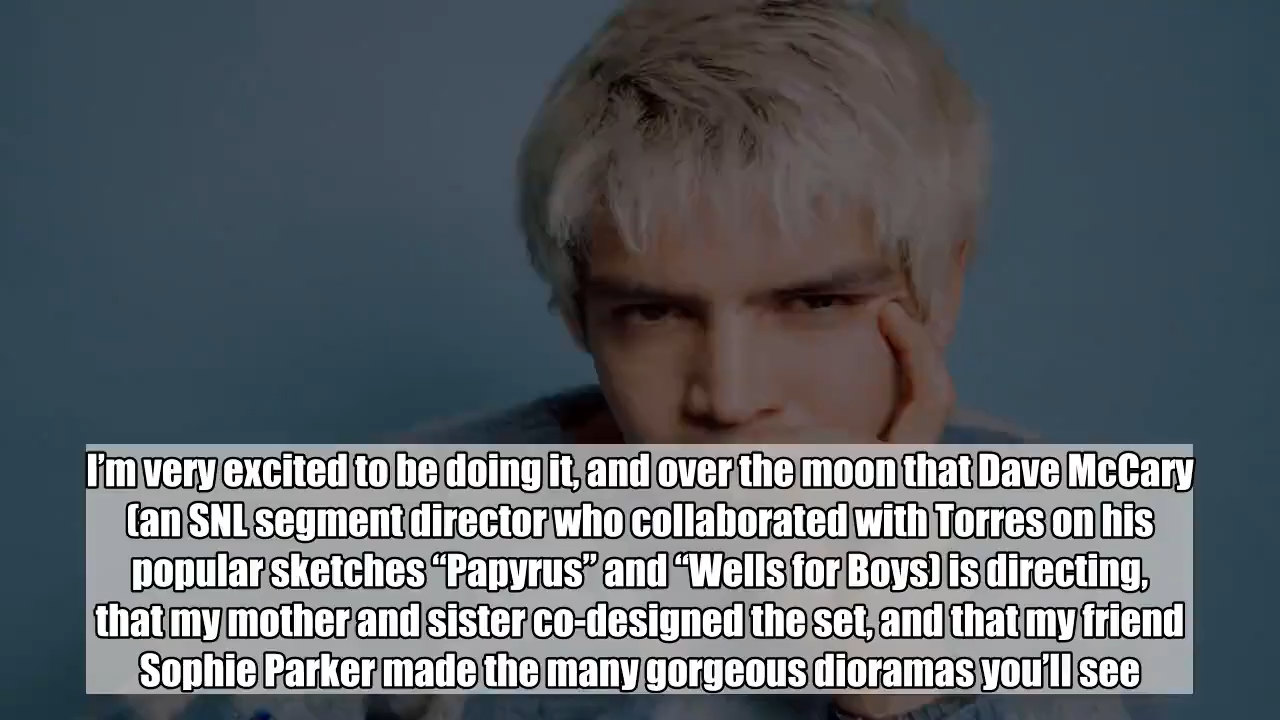 I’m very excited to be doing it, and over the moon that Dave McCary
(an SNL segment director who collaborated with Torres on his
popular sketches “Papyrus” and “Wells for Boys) is directing,
that my mother and sister co-designed the set, and that my friend
Sophie Parker made the many gorgeous dioramas you’ll see